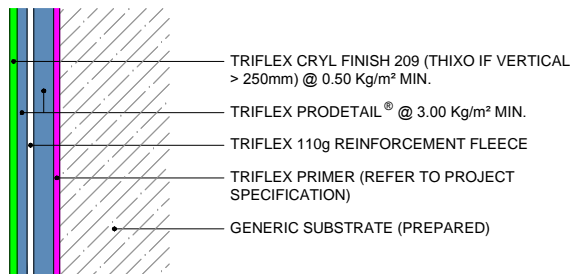 TRIFLEX CRYL FINISH 209 (THIXO IF VERTICAL
> 250mm) @ 0.50 Kg/m² MIN.
TRIFLEX PRODETAIL® @ 3.00 Kg/m² MIN.
TRIFLEX 110g REINFORCEMENT FLEECE
TRIFLEX PRIMER (REFER TO PROJECT
SPECIFICATION)
GENERIC SUBSTRATE (PREPARED)